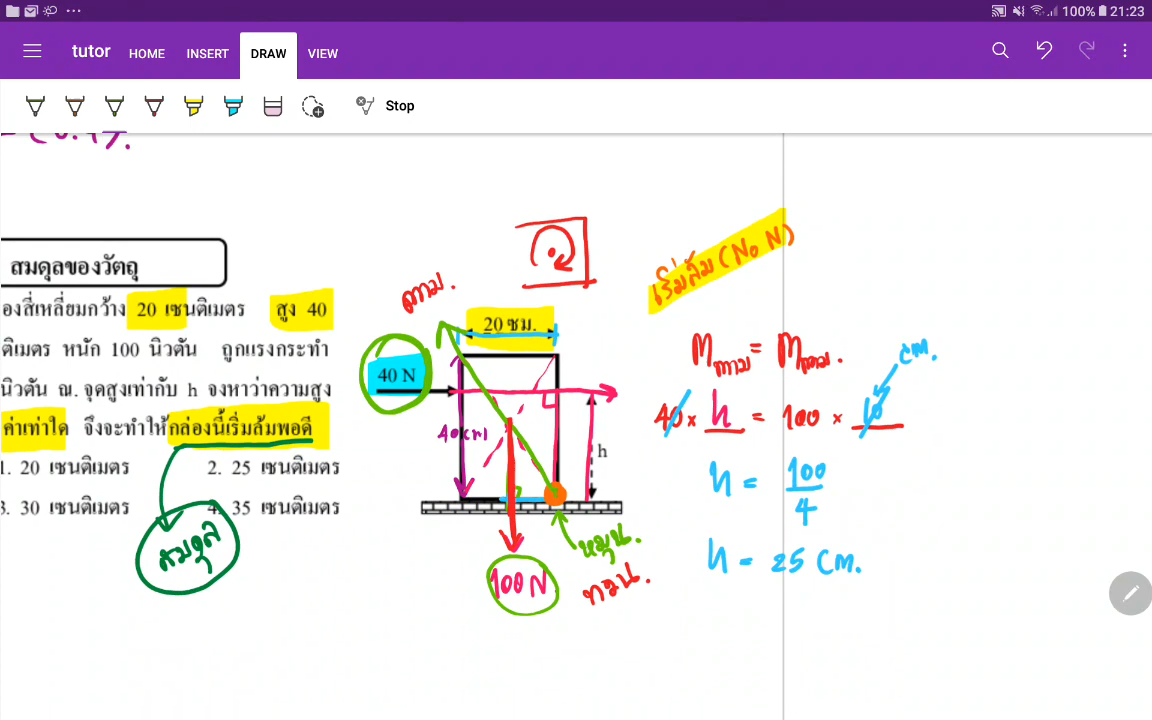 21:23
100%
tutor HOME INSERT DRAW VIEW
Stop
สมดุลของวัตถุ
องสี่เหลี่ยมกว้าง 20 เซนติเมตร สูง 40
ติเมตร หนัก 100 นิวตัน ถูกแรงกระทำ
นิวตัน ณ. จุดสูงเท่ากับ h จงหาว่าความสูง
ค่าเท่าใด จึงจะทำให้กล่องนี้เริ่มล้มพอดี
1. 20 เซนติเมตร 2. 25 เซนติเมตร
3. 30 เซนติเมตร 4. 35 เซนติเมตร
สมดุล
ตาม.
20 ซม.
40 N
40 cm
h
หมุน.
ทวน.
100 N
เริ่มล้ม (No N)
Mตาม = Mทวน.
cm.
40 × h = 100 × 10
h = 100
4
h = 25 cm.